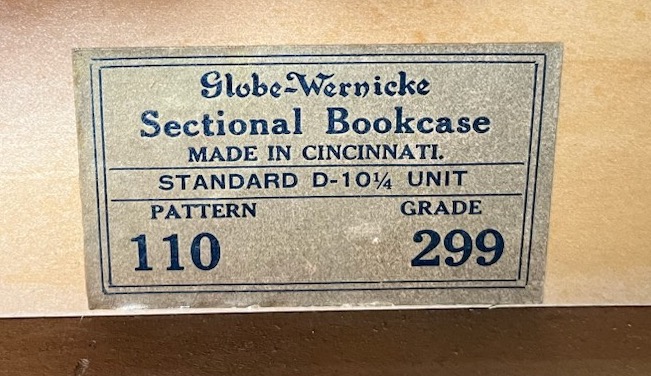 Globe-Wernicke
Sectional Bookcase
MADE IN CINCINNATI.
STANDARD D-10¼ UNIT
PATTERN GRADE
110 299